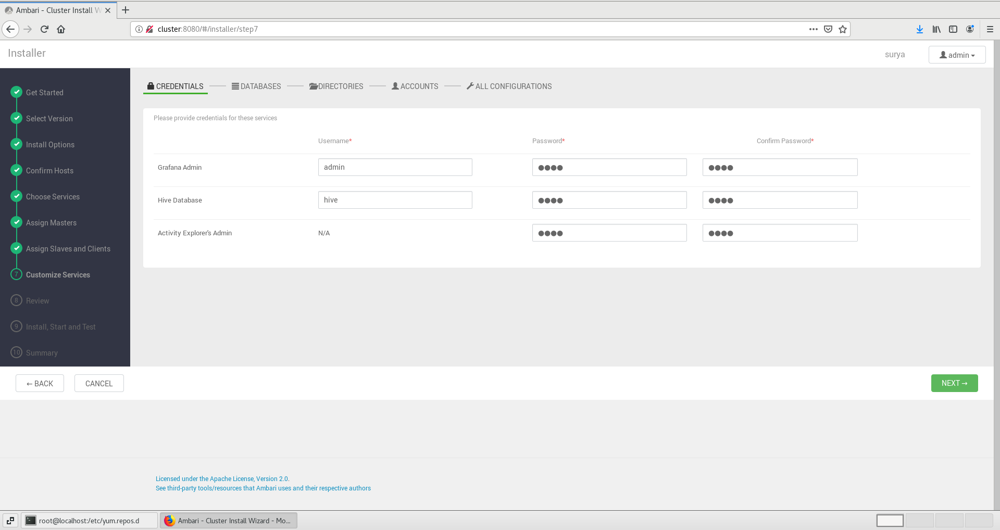 Ambari - Cluster Install W
cluster:8080/#/installer/step7
Installer
surya
admin
CREDENTIALS
DATABASES
DIRECTORIES
ACCOUNTS
ALL CONFIGURATIONS
Get Started
Select Version
Install Options
Confirm Hosts
Choose Services
Assign Masters
Assign Slaves and Clients
7 Customize Services
8 Review
9 Install, Start and Test
10 Summary
Please provide credentials for these services
Username* Password* Confirm Password*
Grafana Admin admin ●●●● ●●●●
Hive Database hive ●●●● ●●●●
Activity Explorer's Admin N/A ●●●● ●●●●
← BACK
CANCEL
NEXT →
Licensed under the Apache License, Version 2.0.
See third-party tools/resources that Ambari uses and their respective authors
root@localhost:/etc/yum.repos.d
Ambari - Cluster Install Wizard - Mo...